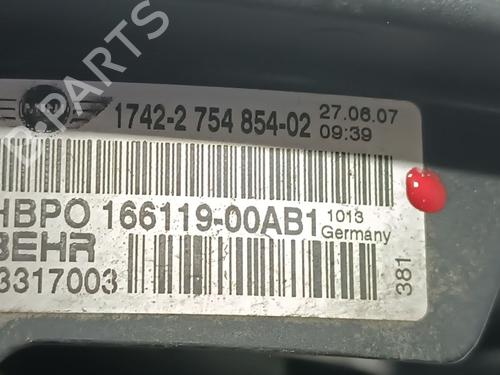 1742-2 754 854-02 27.06.07
09:39
HBPO 166119-00AB1 1013
Germany
BEHR
3317003
381
B-PARTS